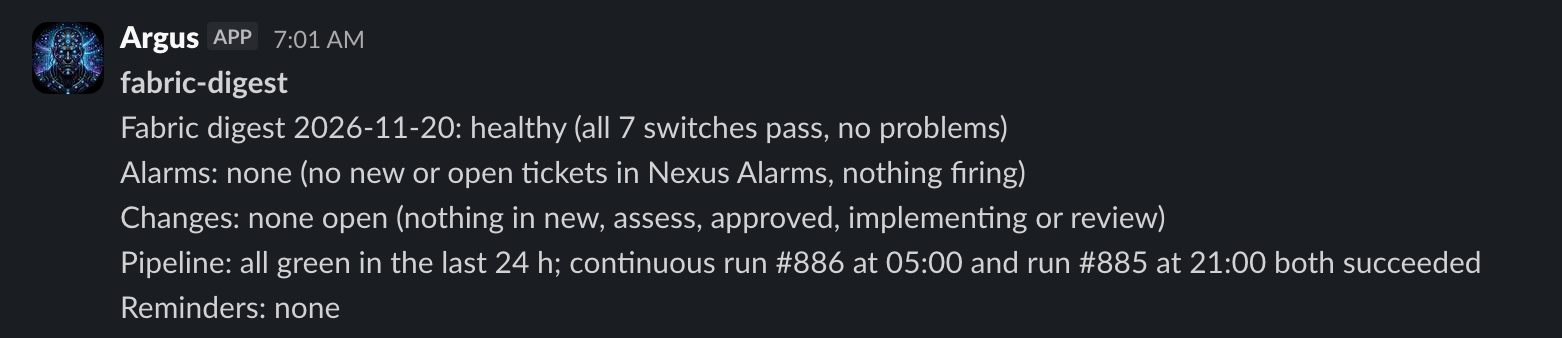 Argus APP 7:01 AM
fabric-digest
Fabric digest 2026-11-20: healthy (all 7 switches pass, no problems)
Alarms: none (no new or open tickets in Nexus Alarms, nothing firing)
Changes: none open (nothing in new, assess, approved, implementing or review)
Pipeline: all green in the last 24 h; continuous run #886 at 05:00 and run #885 at 21:00 both succeeded
Reminders: none